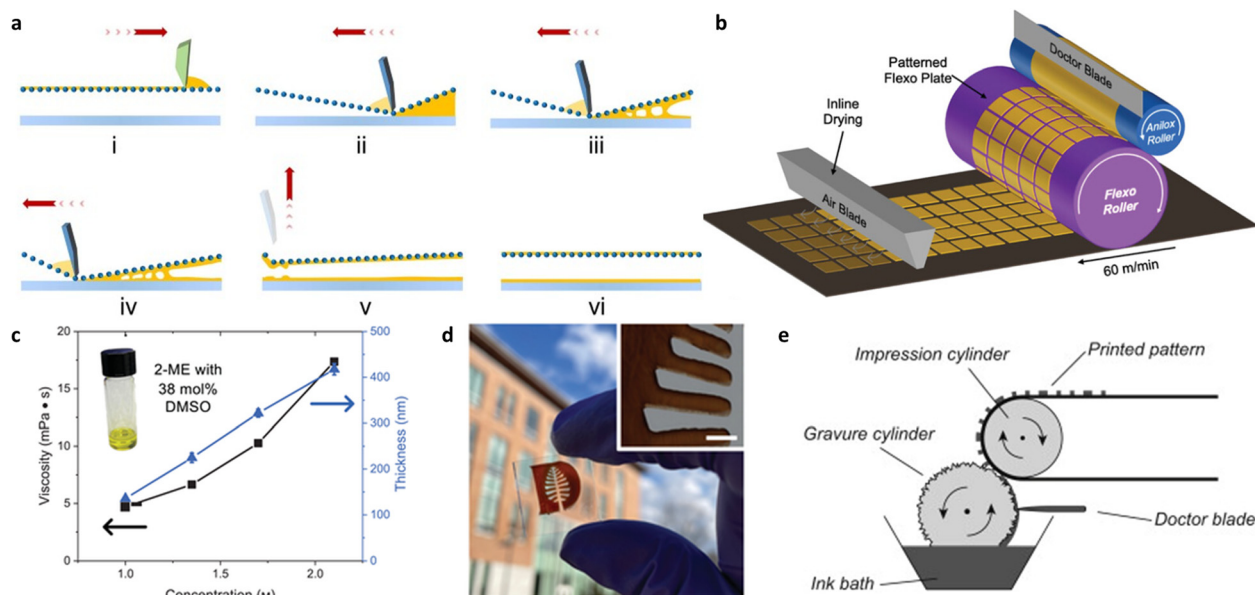 a
i
ii
iii
iv
v
vi
b
Doctor Blade
Patterned
Flexo Plate
Anilox
Roller
Inline
Drying
Air Blade
Flexo
Roller
60 m/min
c
20
15
10
5
0
Viscosity (mPa • s)
2-ME with
38 mol%
DMSO
500
400
300
200
100
0
Thickness (nm)
1.0
1.5
2.0
Concentration (M)
d
e
Impression cylinder
Printed pattern
Gravure cylinder
Doctor blade
Ink bath